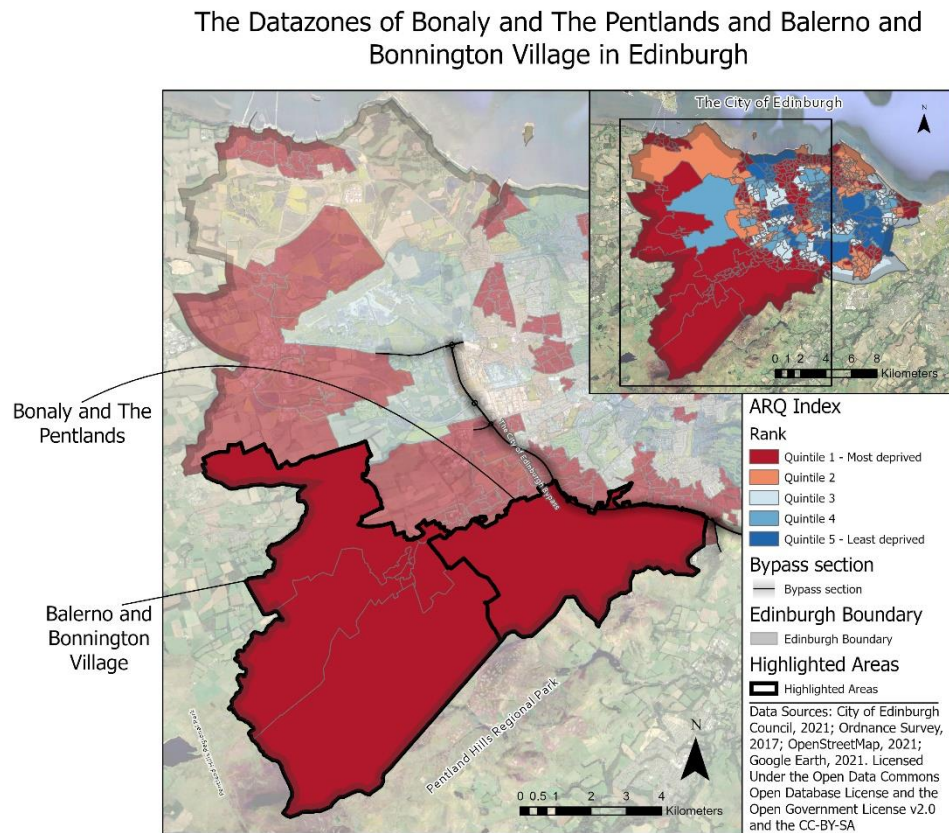 The Datazones of Bonaly and The Pentlands and Balerno and
Bonnington Village in Edinburgh
The City of Edinburgh
N
0 1 2 4 6 8
Kilometers
Bonaly and The
Pentlands
The City of Edinburgh Bypass
Balerno and
Bonnington
Village
Pentland Hills Regional Park
Pentland Hills Regional Park
N
0 0.5 1 2 3 4
Kilometers
ARQ Index
Rank
Quintile 1 - Most deprived
Quintile 2
Quintile 3
Quintile 4
Quintile 5 - Least deprived
Bypass section
Bypass section
Edinburgh Boundary
Edinburgh Boundary
Highlighted Areas
Highlighted Areas
Data Sources: City of Edinburgh
Council, 2021; Ordnance Survey,
2017; OpenStreetMap, 2021;
Google Earth, 2021. Licensed
Under the Open Data Commons
Open Database License and the
Open Government License v2.0
and the CC-BY-SA